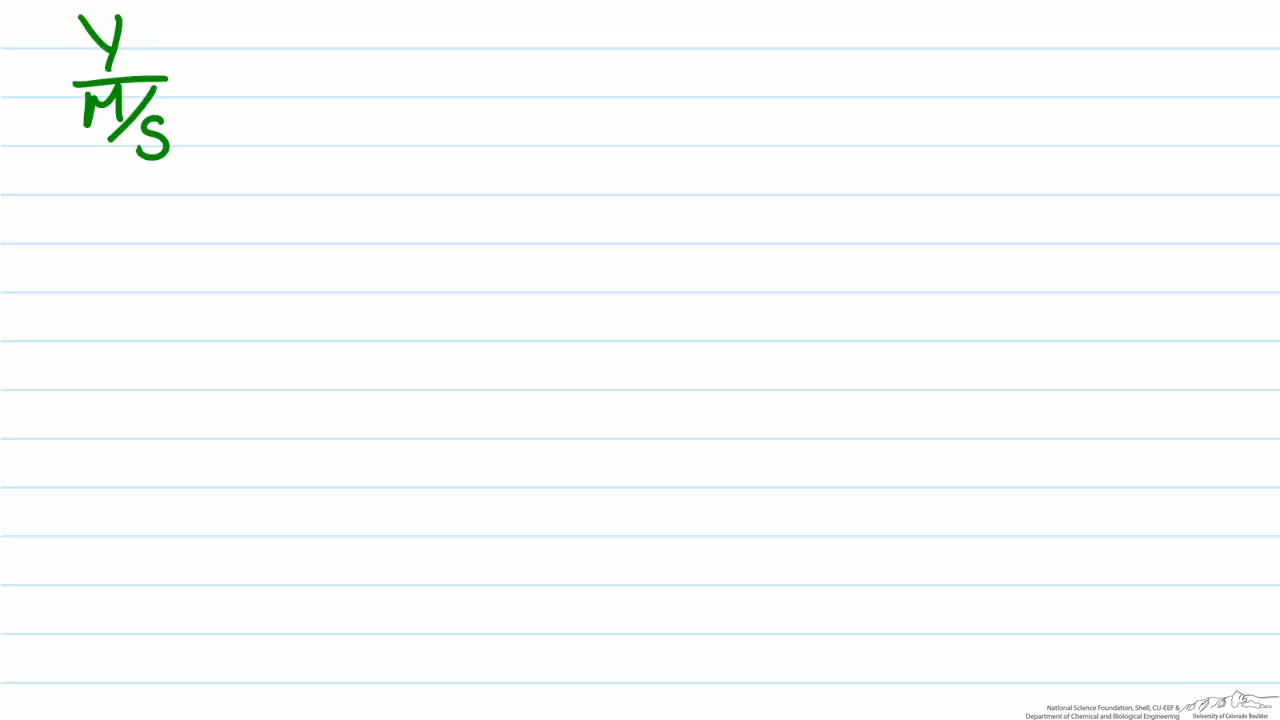 Y
M/S
National Science Foundation, Shell, CU-EEF &
Department of Chemical and Biological Engineering
University of Colorado Boulder